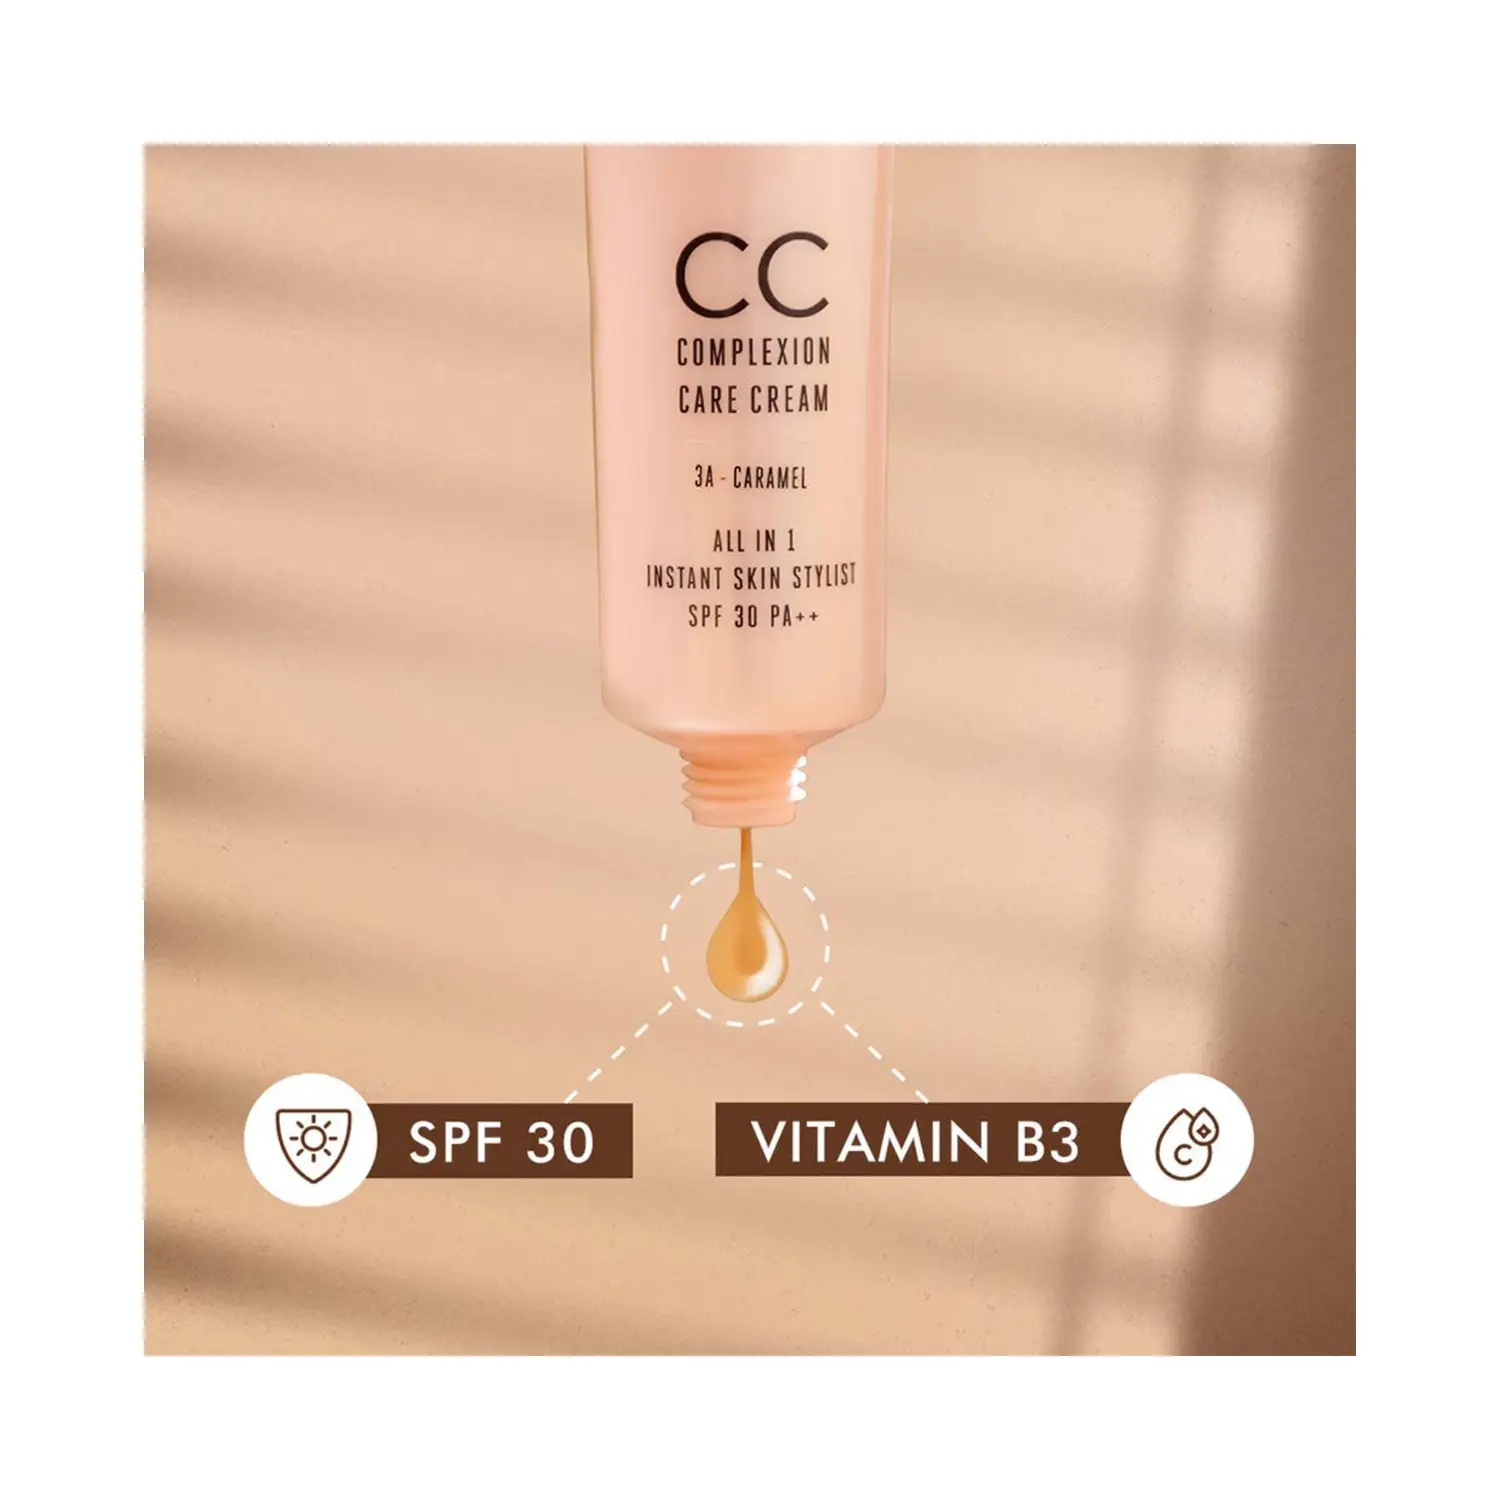 CC
COMPLEXION
CARE CREAM
3A - CARAMEL
ALL IN 1
INSTANT SKIN STYLIST
SPF 30 PA++
SPF 30
VITAMIN B3
C